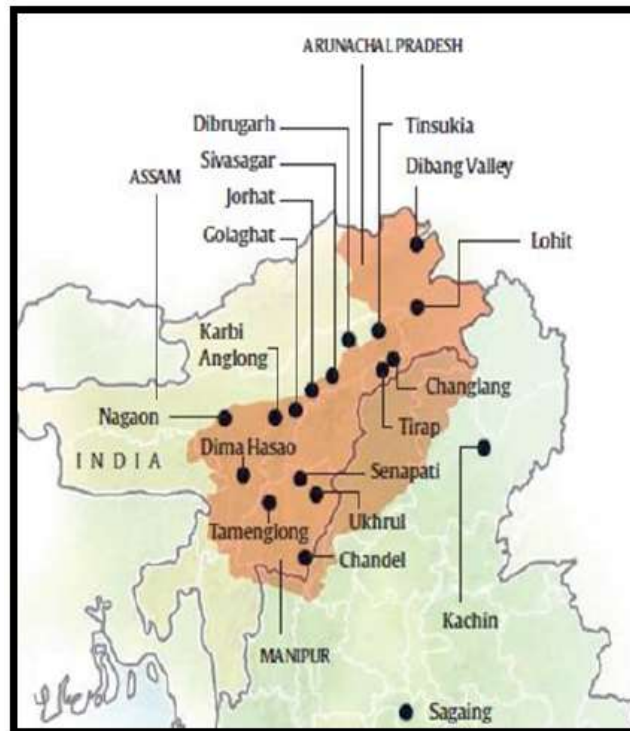 ARUNACHAL PRADESH
Dibrugarh
Tinsukia
Sivasagar
Dibang Valley
ASSAM
Jorhat
Golaghat
Lohit
Karbi
Anglong
Changlang
Nagaon
Tirap
Dima Hasao
INDIA
Senapati
Ukhrul
Tamenglong
Chandel
Kachin
MANIPUR
Sagaing